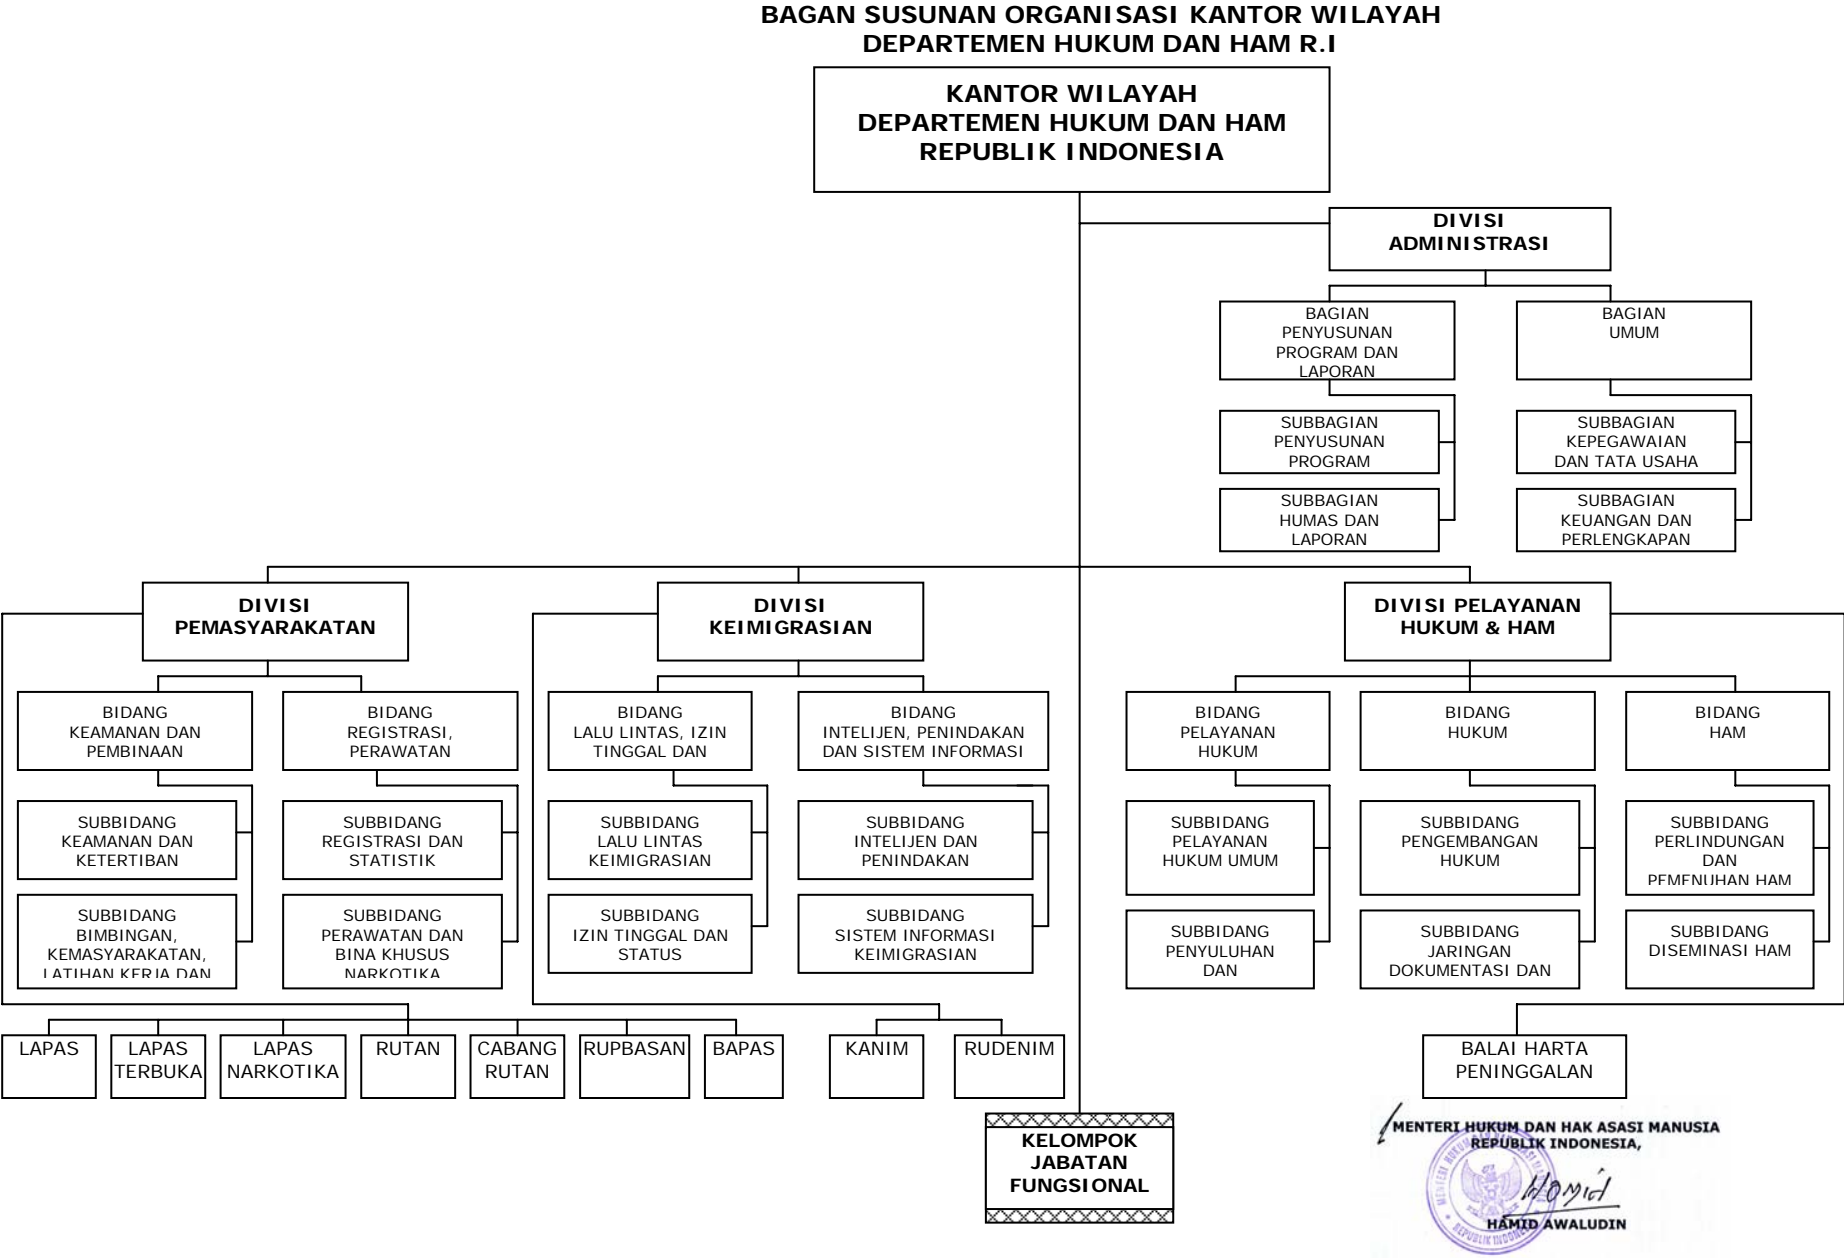 BAGAN SUSUNAN ORGANISASI KANTOR WILAYAH
DEPARTEMEN HUKUM DAN HAM R.I
KANTOR WILAYAH
DEPARTEMEN HUKUM DAN HAM
REPUBLIK INDONESIA
DIVISI
ADMINISTRASI
BAGIAN
PENYUSUNAN
PROGRAM DAN
LAPORAN
BAGIAN
UMUM
SUBBAGIAN
PENYUSUNAN
PROGRAM
SUBBAGIAN
KEPEGAWAIAN
DAN TATA USAHA
SUBBAGIAN
HUMAS DAN
LAPORAN
SUBBAGIAN
KEUANGAN DAN
PERLENGKAPAN
DIVISI
PEMASYARAKATAN
DIVISI
KEIMIGRASIAN
DIVISI PELAYANAN
HUKUM & HAM
BIDANG
KEAMANAN DAN
PEMBINAAN
BIDANG
REGISTRASI,
PERAWATAN
BIDANG
LALU LINTAS, IZIN
TINGGAL DAN
BIDANG
INTELIJEN, PENINDAKAN
DAN SISTEM INFORMASI
BIDANG
PELAYANAN
HUKUM
BIDANG
HUKUM
BIDANG
HAM
SUBBIDANG
KEAMANAN DAN
KETERTIBAN
SUBBIDANG
REGISTRASI DAN
STATISTIK
SUBBIDANG
LALU LINTAS
KEIMIGRASIAN
SUBBIDANG
INTELIJEN DAN
PENINDAKAN
SUBBIDANG
PELAYANAN
HUKUM UMUM
SUBBIDANG
PENGEMBANGAN
HUKUM
SUBBIDANG
PERLINDUNGAN
DAN
PEMENUHAN HAM
SUBBIDANG
BIMBINGAN,
KEMASYARAKATAN,
LATIHAN KERJA DAN
SUBBIDANG
PERAWATAN DAN
BINA KHUSUS
NARKOTIKA
SUBBIDANG
IZIN TINGGAL DAN
STATUS
SUBBIDANG
SISTEM INFORMASI
KEIMIGRASIAN
SUBBIDANG
PENYULUHAN
DAN
SUBBIDANG
JARINGAN
DOKUMENTASI DAN
SUBBIDANG
DISEMINASI HAM
LAPAS
LAPAS
TERBUKA
LAPAS
NARKOTIKA
RUTAN
CABANG
RUTAN
RUPBASAN
BAPAS
KANIM
RUDENIM
BALAI HARTA
PENINGGALAN
KELOMPOK
JABATAN
FUNGSIONAL
MENTERI HUKUM DAN HAK ASASI MANUSIA
REPUBLIK INDONESIA,
HAMID AWALUDIN